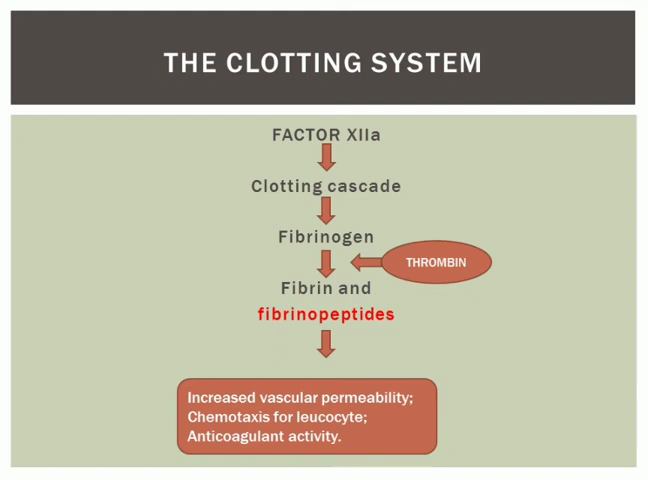 THE CLOTTING SYSTEM
FACTOR XIIa
Clotting cascade
Fibrinogen
THROMBIN
Fibrin and
fibrinopeptides
Increased vascular permeability;
Chemotaxis for leucocyte;
Anticoagulant activity.